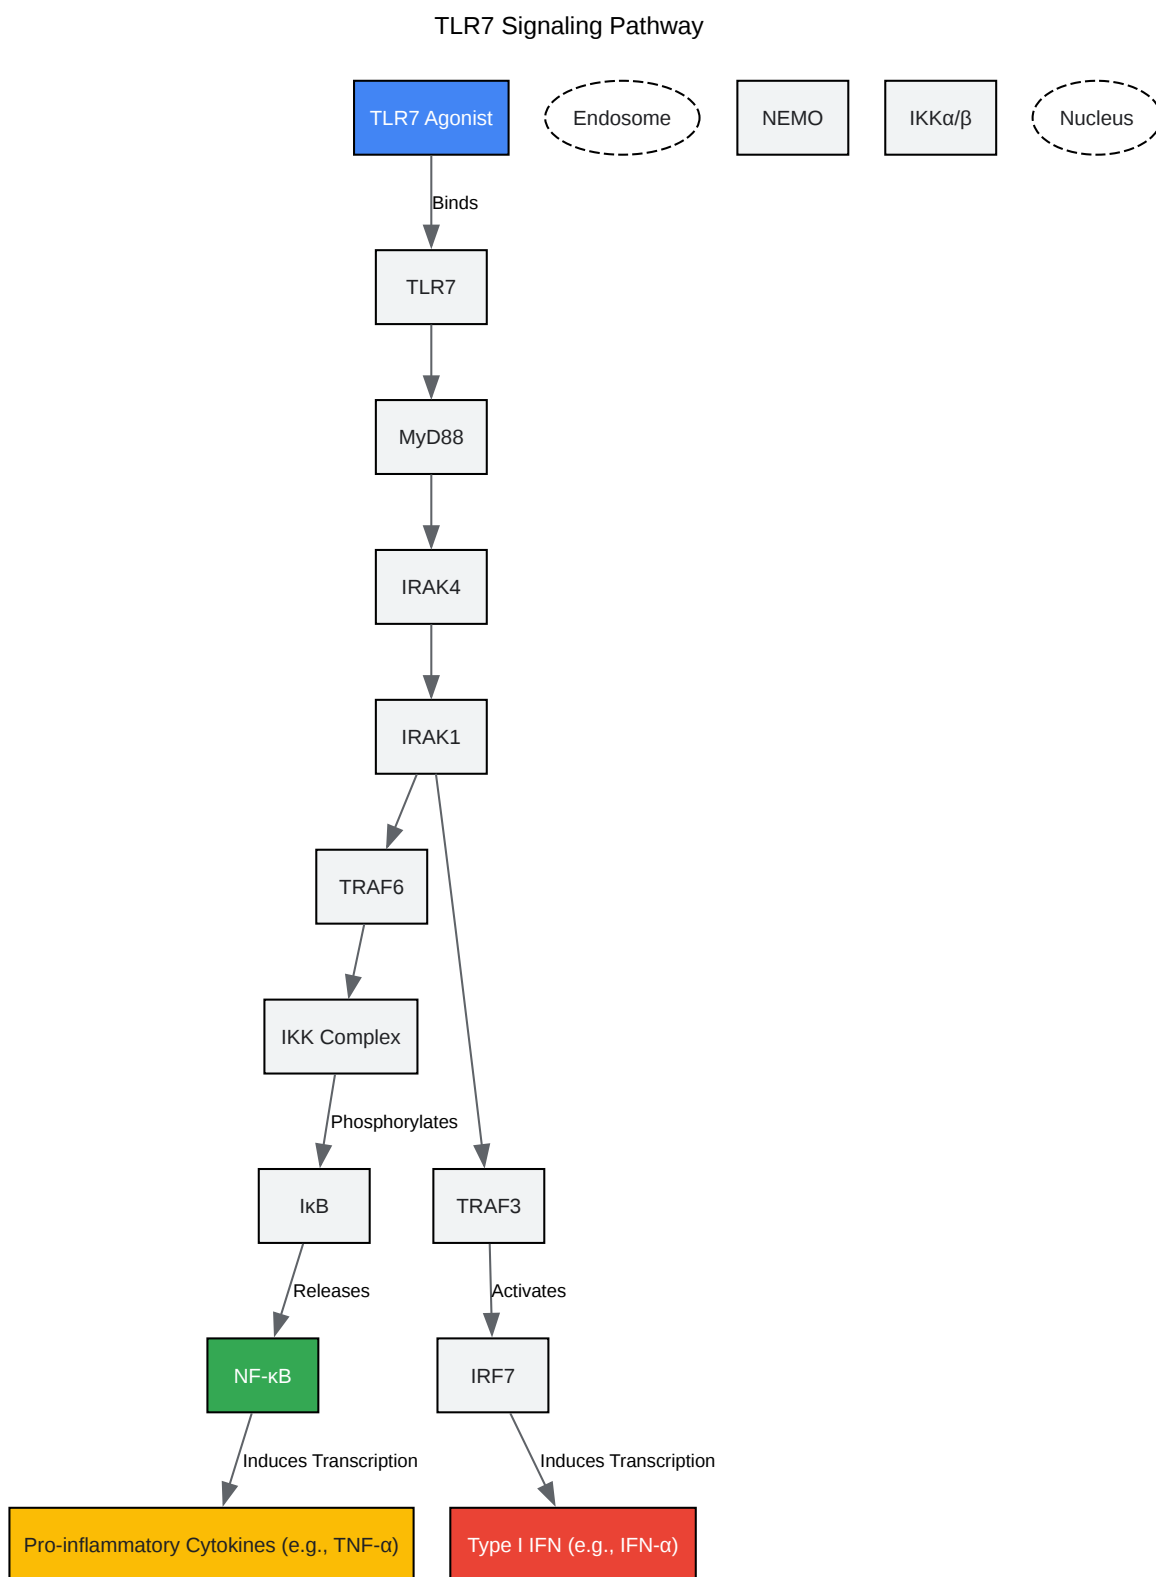 TLR7 Signaling Pathway
TLR7 Agonist
Endosome
NEMO
IKKα/β
Nucleus
Binds
TLR7
MyD88
IRAK4
IRAK1
TRAF6
IKK Complex
Phosphorylates
IκB
TRAF3
Releases
Activates
NF-κB
IRF7
Induces Transcription
Induces Transcription
Pro-inflammatory Cytokines (e.g., TNF-α)
Type I IFN (e.g., IFN-α)